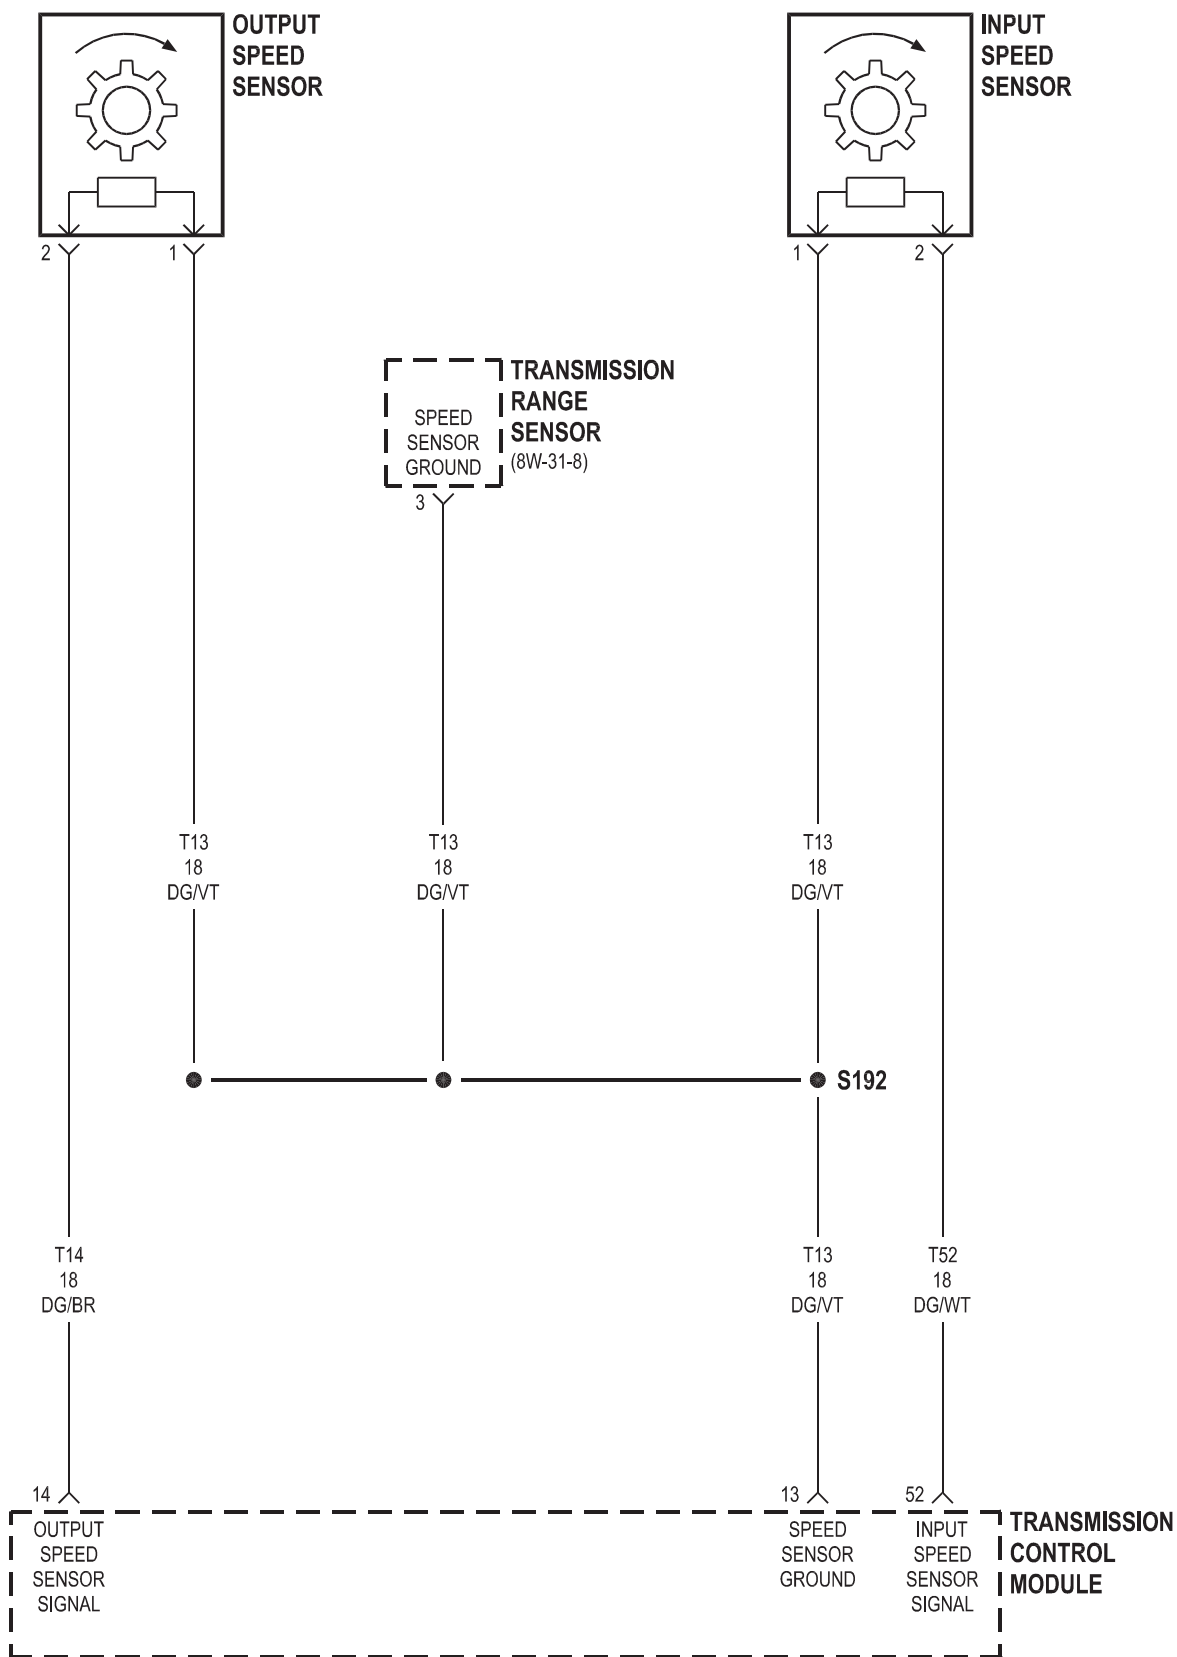 OUTPUT
SPEED
SENSOR
INPUT
SPEED
SENSOR
2
1
1
2
TRANSMISSION
RANGE
SENSOR
(8W-31-8)
SPEED
SENSOR
GROUND
3
T13
18
DG/VT
T13
18
DG/VT
T13
18
DG/VT
S192
T14
18
DG/BR
T13
18
DG/VT
T52
18
DG/WT
14
13
52
OUTPUT
SPEED
SENSOR
SIGNAL
SPEED
SENSOR
GROUND
INPUT
SPEED
SENSOR
SIGNAL
TRANSMISSION
CONTROL
MODULE